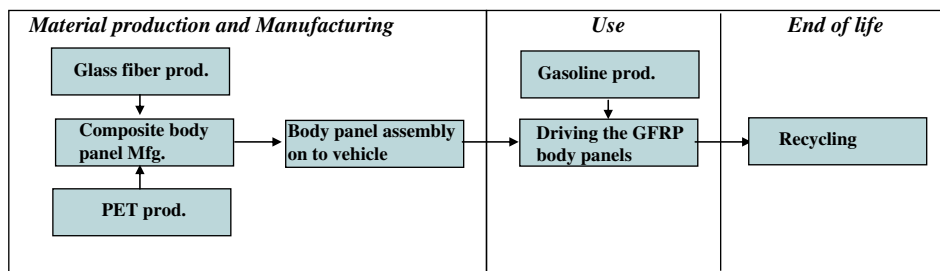 Material production and Manufacturing
Use
End of life
Glass fiber prod.
Gasoline prod.
Composite body
panel Mfg.
Body panel assembly
on to vehicle
Driving the GFRP
body panels
Recycling
PET prod.